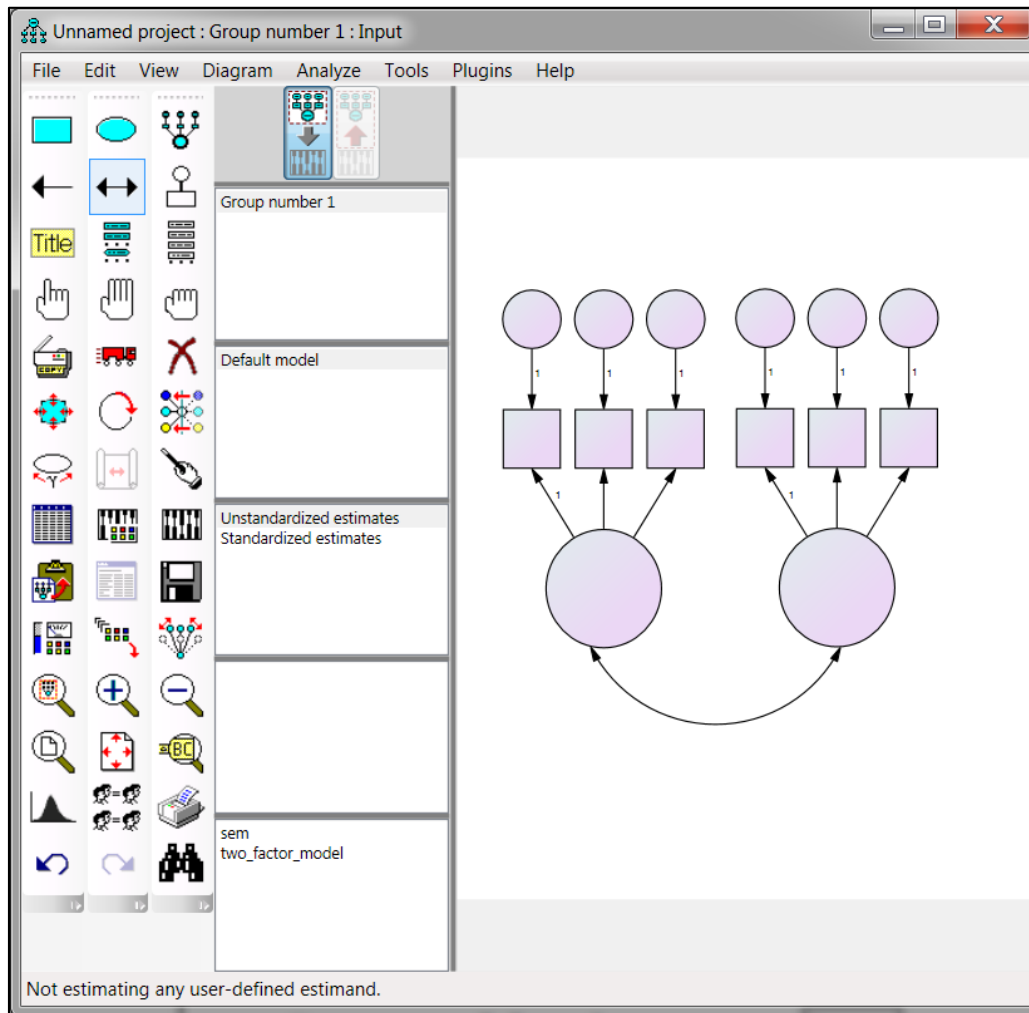 Unnamed project : Group number 1 : Input
File Edit View Diagram Analyze Tools Plugins Help
Title
COPY
Group number 1
Default model
Unstandardized estimates
Standardized estimates
BC
sem
two_factor_model
1 1 1 1 1 1
1 1
Not estimating any user-defined estimand.